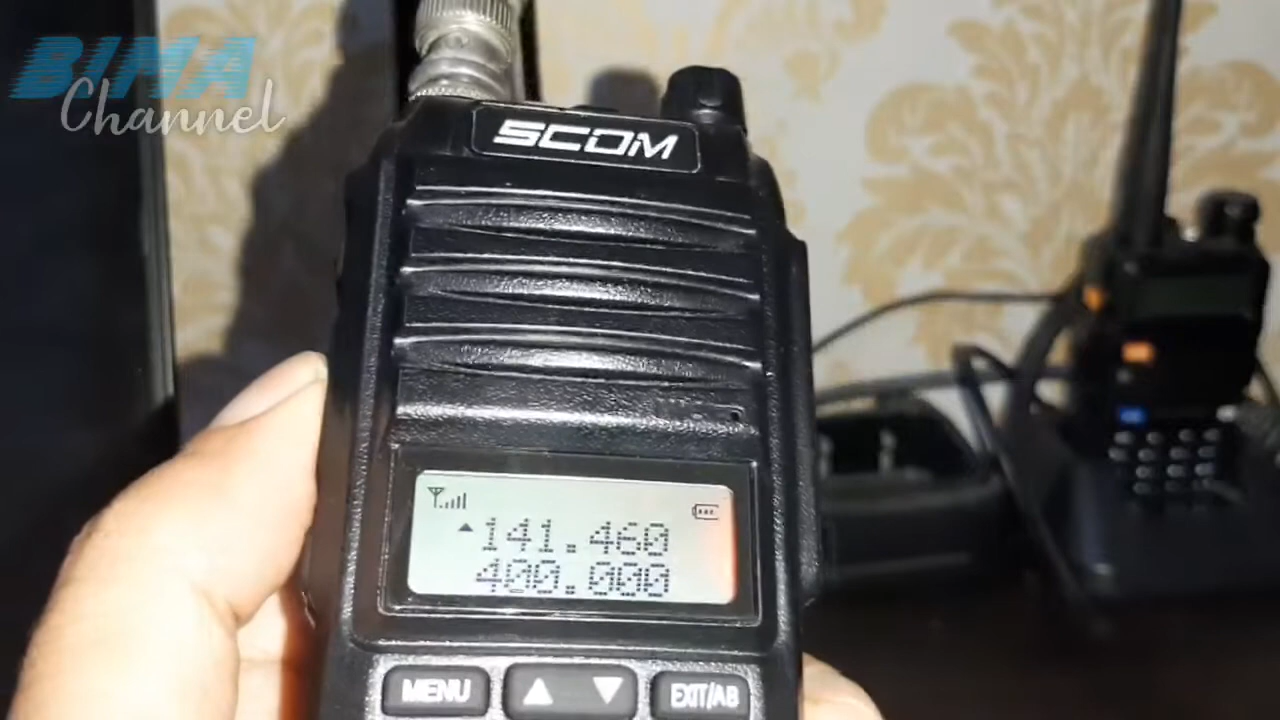 BIMA
Channel
SCOM
141.460
400.000
MENU
▲ ▼
EXIT/AB